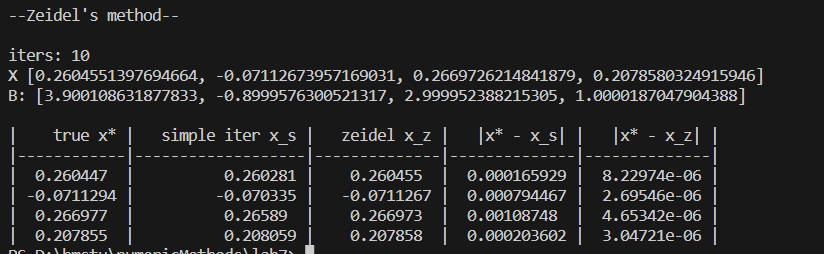 --Zeidel's method--
iters: 10
X [0.2604551397694664, -0.07112673957169031, 0.2669726214841879, 0.2078580324915946]
B: [3.900108631877833, -0.8999576300521317, 2.999952388215305, 1.0000187047904388]
|    true x* |   simple iter x_s |   zeidel x_z |   |x* - x_s| |   |x* - x_z| |
|------------|-------------------|--------------|--------------|--------------|
|   0.260447 |          0.260281 |     0.260455 |  0.000165929 |  8.22974e-06 |
| -0.0711294 |         -0.070335 |   -0.0711267 |  0.000794467 |  2.69546e-06 |
|   0.266977 |           0.26589 |     0.266973 |   0.00108748 |  4.65342e-06 |
|   0.207855 |          0.208059 |     0.207858 |  0.000203602 |  3.04721e-06 |
PS D:\bmstu\numericMethods\lab7>